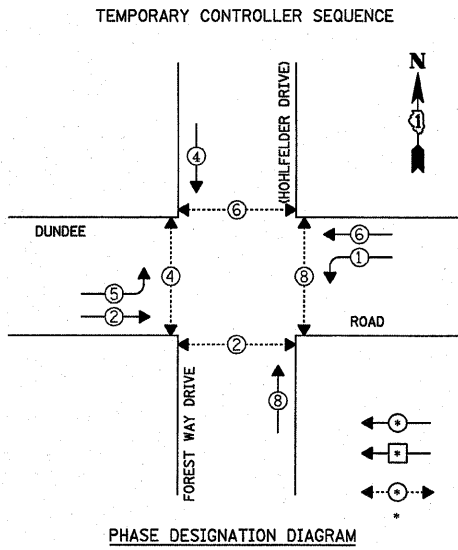 TEMPORARY CONTROLLER SEQUENCE
N
(HOHLFELDER DRIVE)
1
4
6
DUNDEE
6
1
4
8
5
2
ROAD
2
FOREST WAY DRIVE
8
*
*
*
*
PHASE DESIGNATION DIAGRAM